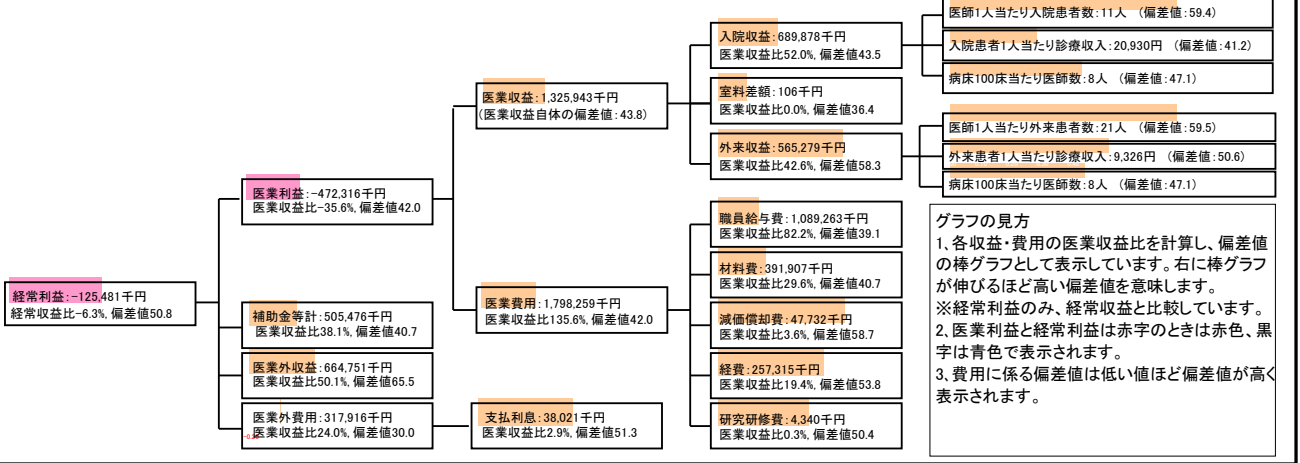 経常利益:-125,481千円
経常収益比-6.3%, 偏差値50.8
医業利益:-472,316千円
医業収益比-35.6%, 偏差値42.0
補助金等計:505,476千円
医業収益比38.1%, 偏差値40.7
医業外収益:664,751千円
医業収益比50.1%, 偏差値65.5
医業外費用:317,916千円
医業収益比24.0%, 偏差値30.0
医業収益:1,325,943千円
(医業収益自体の偏差値:43.8)
医業費用:1,798,259千円
医業収益比135.6%, 偏差値42.0
支払利息:38,021千円
医業収益比2.9%, 偏差値51.3
入院収益:689,878千円
医業収益比52.0%, 偏差値43.5
室料差額:106千円
医業収益比0.0%, 偏差値36.4
外来収益:565,279千円
医業収益比42.6%, 偏差値58.3
職員給与費:1,089,263千円
医業収益比82.2%, 偏差値39.1
材料費:391,907千円
医業収益比29.6%, 偏差値40.7
減価償却費:47,732千円
医業収益比3.6%, 偏差値58.7
経費:257,315千円
医業収益比19.4%, 偏差値53.8
研究研修費:4,340千円
医業収益比0.3%, 偏差値50.4
医師1人当たり入院患者数:11人 (偏差値:59.4)
入院患者1人当たり診療収入:20,930円 (偏差値:41.2)
病床100床当たり医師数:8人 (偏差値:47.1)
医師1人当たり外来患者数:21人 (偏差値:59.5)
外来患者1人当たり診療収入:9,326円 (偏差値:50.6)
病床100床当たり医師数:8人 (偏差値:47.1)
グラフの見方
1、各収益・費用の医業収益比を計算し、偏差値
の棒グラフとして表示しています。右に棒グラフ
が伸びるほど高い偏差値を意味します。
※経常利益のみ、経常収益と比較しています。
2、医業利益と経常利益は赤字のときは赤色、黒
字は青色で表示されます。
3、費用に係る偏差値は低い値ほど偏差値が高く
表示されます。